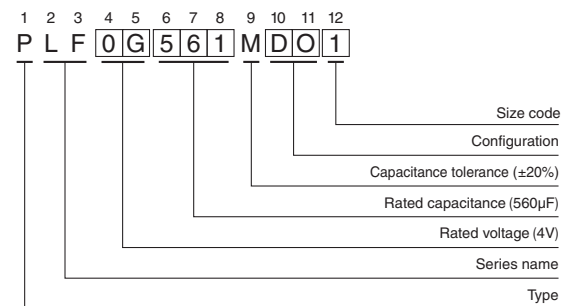 1 2 3 4 5 6 7 8 9 10 11 12
P L F 0 G 5 6 1 M D O 1
Size code
Configuration
Capacitance tolerance (±20%)
Rated capacitance (560µF)
Rated voltage (4V)
Series name
Type